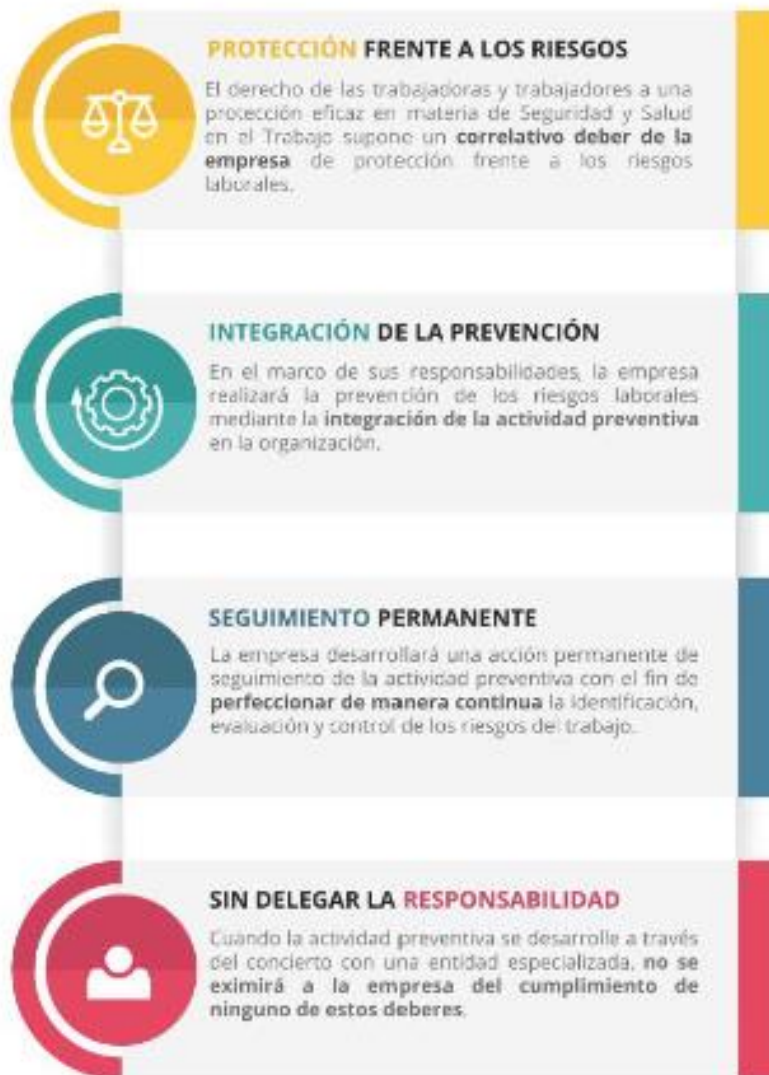 PROTECCIÓN FRENTE A LOS RIESGOS
El derecho de las trabajadoras y trabajadores a una
protección eficaz en materia de Seguridad y Salud
en el Trabajo supone un correlativo deber de la
empresa de protección frente a los riesgos
laborales.
INTEGRACIÓN DE LA PREVENCIÓN
En el marco de sus responsabilidades, la empresa
realizará la prevención de los riesgos laborales
mediante la integración de la actividad preventiva
en la organización.
SEGUIMIENTO PERMANENTE
La empresa desarrollará una acción permanente de
seguimiento de la actividad preventiva con el fin de
perfeccionar de manera continua la identificación,
evaluación y control de los riesgos del trabajo.
SIN DELEGAR LA RESPONSABILIDAD
Cuando la actividad preventiva se desarrolle a través
del concierto con una entidad especializada, no se
eximirá a la empresa del cumplimiento de
ninguno de estos deberes.